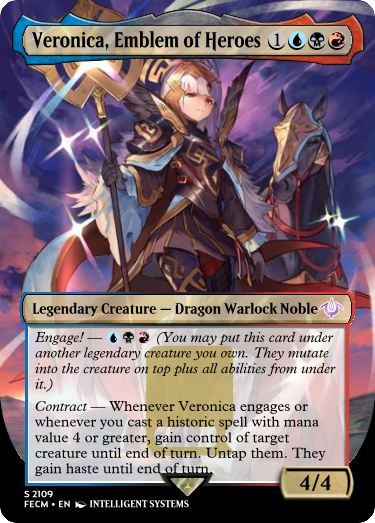 Veronica, Emblem of Heroes 1
Legendary Creature — Dragon Warlock Noble
Engage! — (You may put this card under
another legendary creature you own. They mutate
into the creature on top plus all abilities from under
it.)
Contract — Whenever Veronica engages or
whenever you cast a historic spell with mana
value 4 or greater, gain control of target
creature until end of turn. Untap them. They
gain haste until end of turn.
4/4
S 2109
FECM • EN INTELLIGENT SYSTEMS